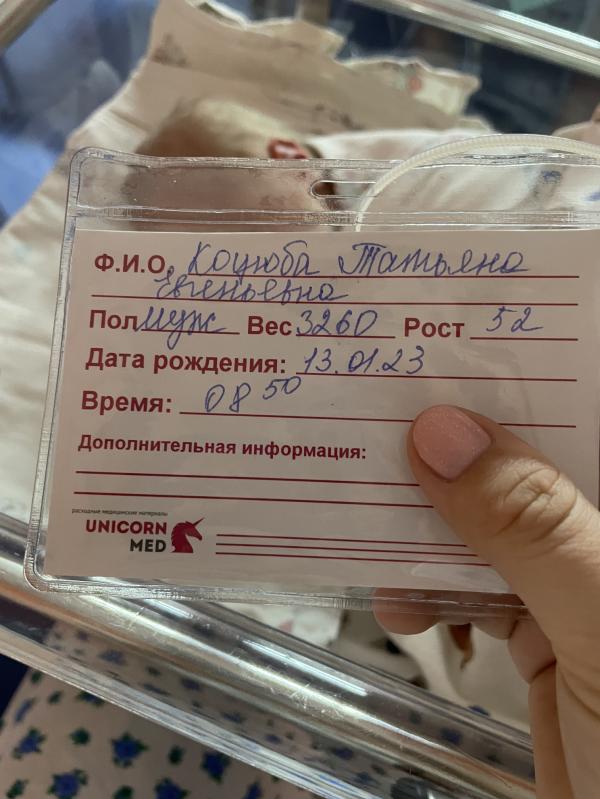 Ф.И.О. Коцюба Татьяна
Евгеньевна
Пол муж Вес 3260 Рост 52
Дата рождения: 13.01.23
Время: 08 50
Дополнительная информация:
расходные медицинские материалы
UNICORN
MED